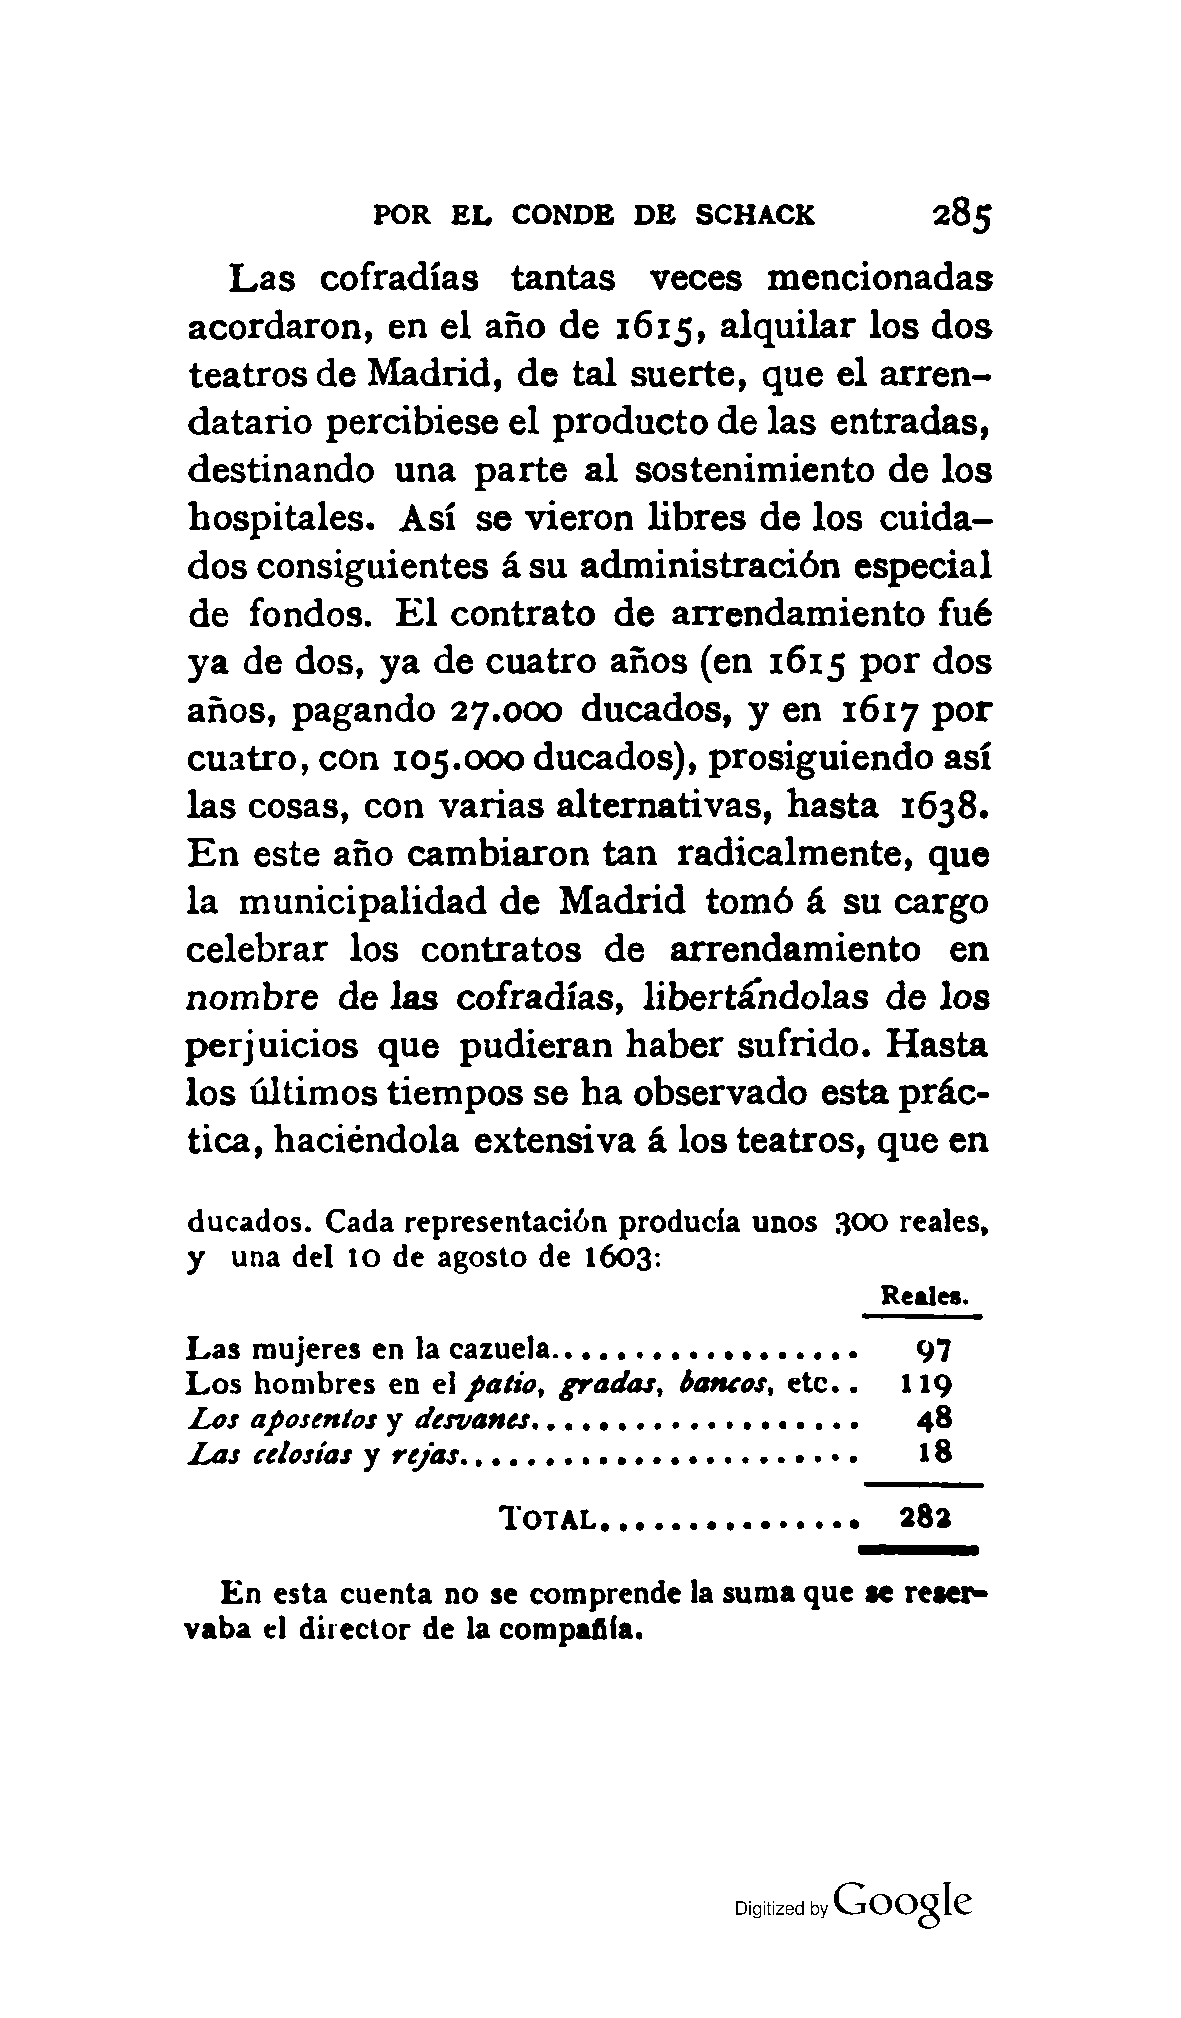 POR EL CONDE DE SCHACK 285
Las cofradías tantas veces mencionadas
acordaron, en el año de 1615, alquilar los dos
teatros de Madrid, de tal suerte, que el arren-
datario percibiese el producto de las entradas,
destinando una parte al sostenimiento de los
hospitales. Así se vieron libres de los cuida-
dos consiguientes á su administración especial
de fondos. El contrato de arrendamiento fué
ya de dos, ya de cuatro años (en 1615 por dos
años, pagando 27.000 ducados, y en 1617 por
cuatro, con 105.000 ducados), prosiguiendo así
las cosas, con varias alternativas, hasta 1638.
En este año cambiaron tan radicalmente, que
la municipalidad de Madrid tomó á su cargo
celebrar los contratos de arrendamiento en
nombre de las cofradías, libertándolas de los
perjuicios que pudieran haber sufrido. Hasta
los últimos tiempos se ha observado esta prác-
tica, haciéndola extensiva á los teatros, que en
ducados. Cada representación producía unos 300 reales,
y una del 10 de agosto de 1603:
Reales.
Las mujeres en la cazuela.................. 97
Los hombres en el patio, gradas, bancos, etc.. 119
Los aposentos y desvanes................... 48
Las celosías y rejas....................... 18
TOTAL............... 282
En esta cuenta no se comprende la suma que se reser-
vaba el director de la compañía.
Digitized by Google